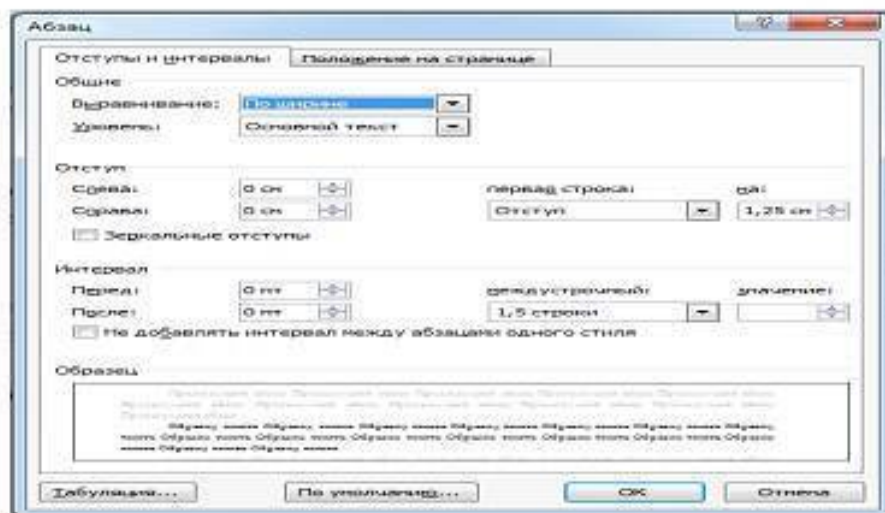 Абзац
Отступы и интервалы Положение на странице
Общие
Выравнивание: По ширине
Уровень: Основной текст
Отступ
Слева: 0 см первая строка: на:
Справа: 0 см Отступ 1,25 см
Зеркальные отступы
Интервал
Перед: 0 пт междустрочный: значение:
После: 0 пт 1,5 строки
Не добавлять интервал между абзацами одного стиля
Образец
Табуляция... По умолчанию... ОК Отмена